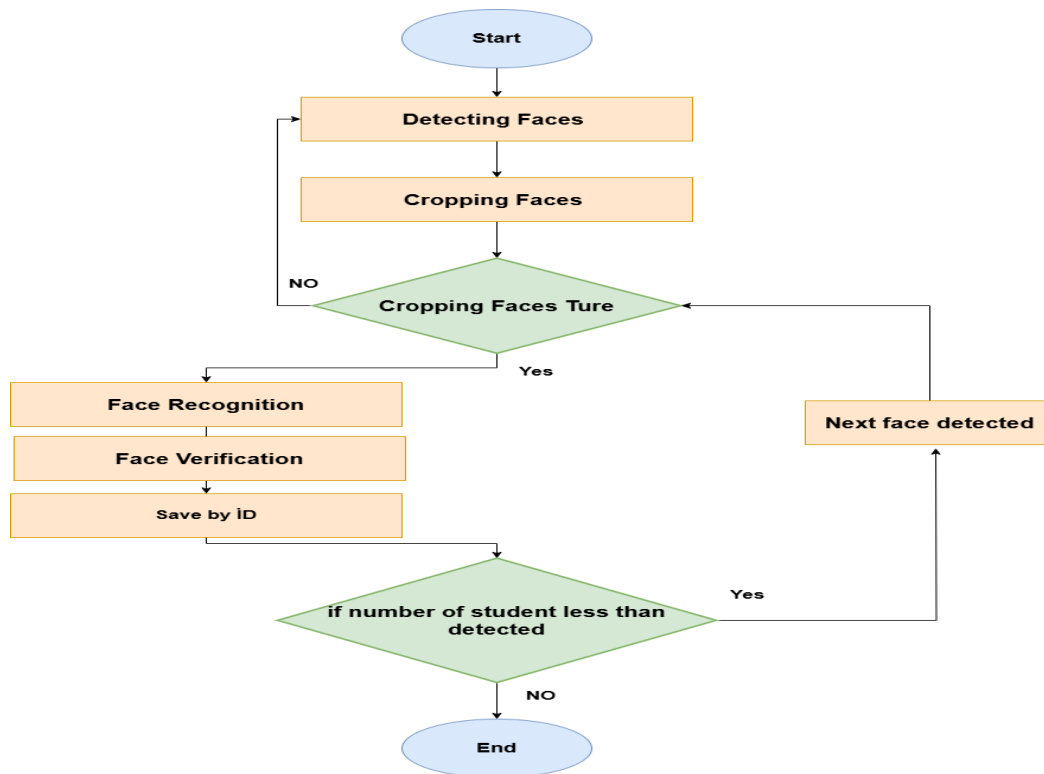 Start
Detecting Faces
Cropping Faces
NO
Cropping Faces Ture
Yes
Face Recognition
Face Verification
Save by İD
Next face detected
if number of student less than
detected
Yes
NO
End